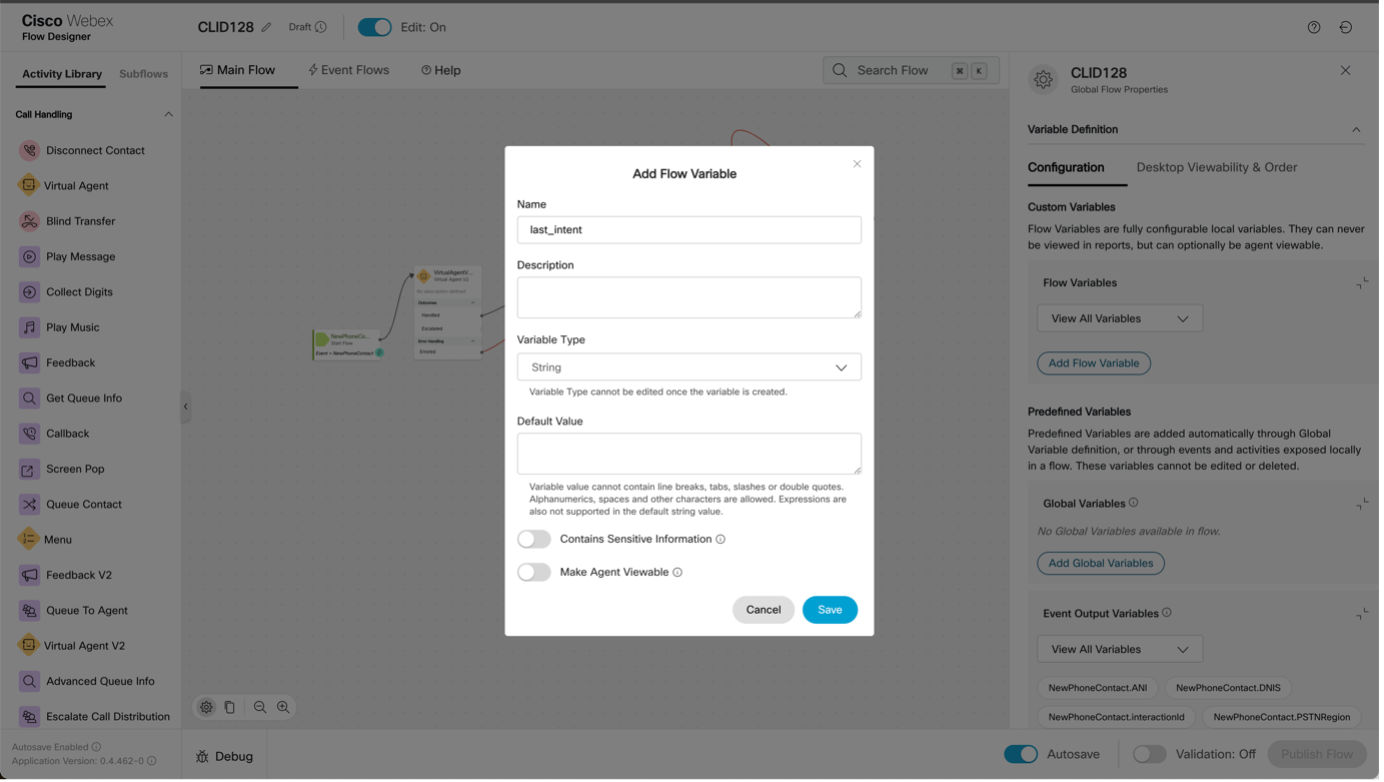 Cisco Webex
Flow Designer
CLID128
Draft
Edit: On
Activity Library
Subflows
Main Flow
Event Flows
Help
Search Flow
⌘ K
CLID128
Global Flow Properties
Call Handling
Disconnect Contact
Virtual Agent
Blind Transfer
Play Message
Collect Digits
Play Music
Feedback
Get Queue Info
Callback
Screen Pop
Queue Contact
Menu
Feedback V2
Queue To Agent
Virtual Agent V2
Advanced Queue Info
Escalate Call Distribution
Autosave Enabled
Application Version: 0.4.462-0
NewPhoneCo...
Start Flow
Event = NewPhoneContact
VirtualAgentV...
Virtual Agent V2
No description defined
Outcomes
Handled
Escalated
Error Handling
Errored
Add Flow Variable
Name
last_intent
Description
Variable Type
String
Variable Type cannot be edited once the variable is created.
Default Value
Variable value cannot contain line breaks, tabs, slashes or double quotes.
Alphanumerics, spaces and other characters are allowed. Expressions are
also not supported in the default string value.
Contains Sensitive Information
Make Agent Viewable
Cancel
Save
Variable Definition
Configuration
Desktop Viewability & Order
Custom Variables
Flow Variables are fully configurable local variables. They can never
be viewed in reports, but can optionally be agent viewable.
Flow Variables
View All Variables
Add Flow Variable
Predefined Variables
Predefined Variables are added automatically through Global
Variable definition, or through events and activities exposed locally
in a flow. These variables cannot be edited or deleted.
Global Variables
No Global Variables available in flow.
Add Global Variables
Event Output Variables
View All Variables
NewPhoneContact.ANI
NewPhoneContact.DNIS
NewPhoneContact.interactionId
NewPhoneContact.PSTNRegion
Debug
Autosave
Validation: Off
Publish Flow